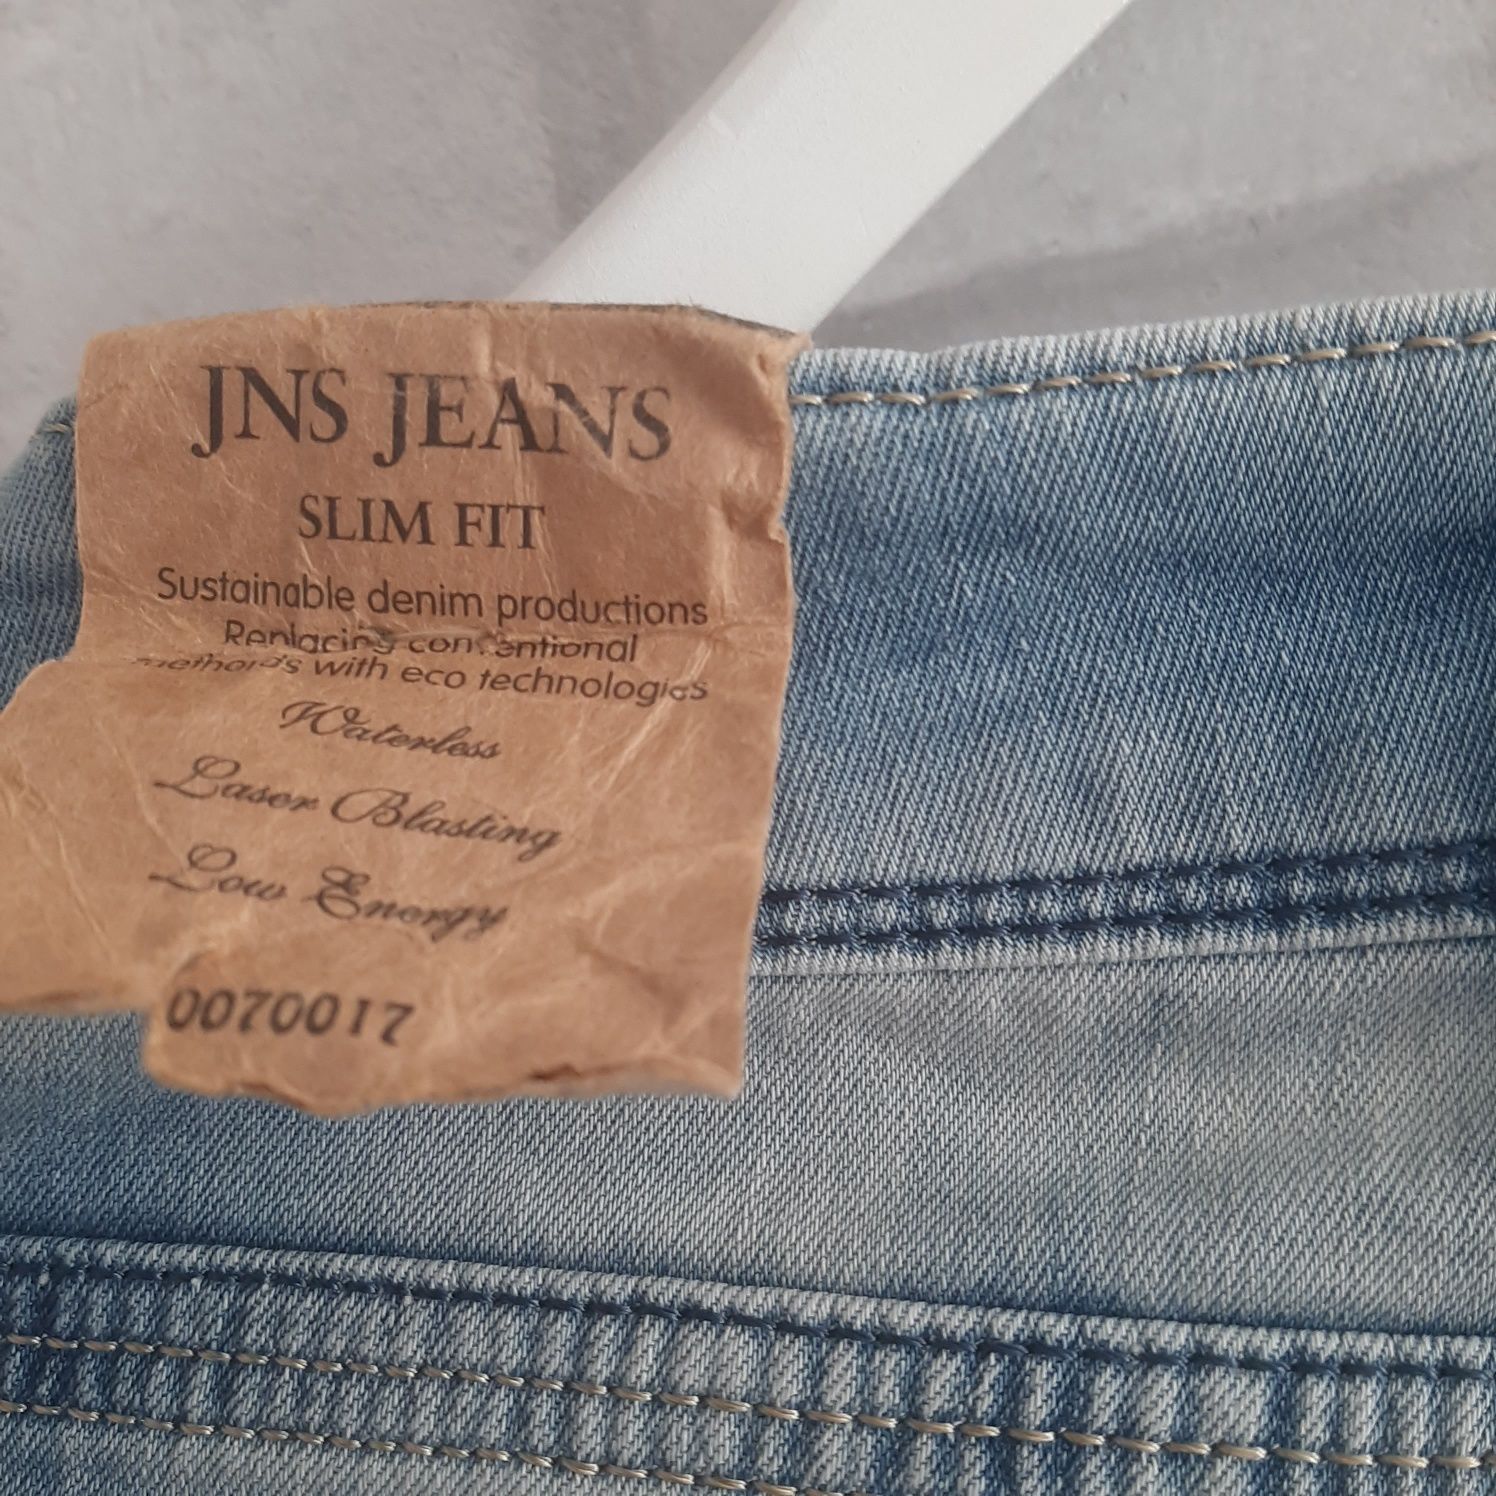 JNS JEANS
SLIM FIT
Sustainable denim productions
Replacing conventional
methods with eco technologies
Waterless
Laser Blasting
Low Energy
0070017